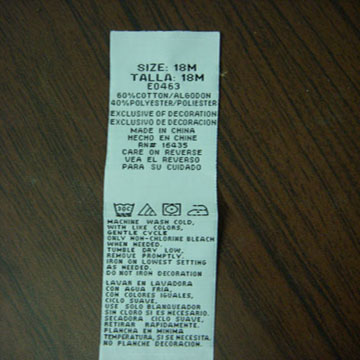 SIZE: 18M
TALLA: 18M
E0463
60%COTTON/ALGODON
40%POLYESTER/POLIESTER
EXCLUSIVE OF DECORATION
EXCLUSIVO DE DECORACION
MADE IN CHINA
HECHO EN CHINE
RN# 16435
CARE ON REVERSE
VEA EL REVERSO
PARA SU CUIDADO
MACHINE WASH COLD,
WITH LIKE COLORS,
GENTLE CYCLE
ONLY NON-CHLORINE BLEACH
WHEN NEEDED.
TUMBLE DRY LOW,
REMOVE PROMPTLY.
IRON ON LOWEST SETTING
AS NEEDED.
DO NOT IRON DECORATION
LAVAR EN LAVADORA
CON AGUA FRIA,
CON COLORES IGUALES,
CICLO SUAVE.
USE SOLO BLANQUEADOR
SIN CLORO SI ES NECESARIO.
SECADORA CICLO SUAVE,
RETIRAR RAPIDAMENTE.
PLANCHA EN MINIMA
TEMPERATURA, SI SE NECESITA.
NO PLANCHAR DECORACION.